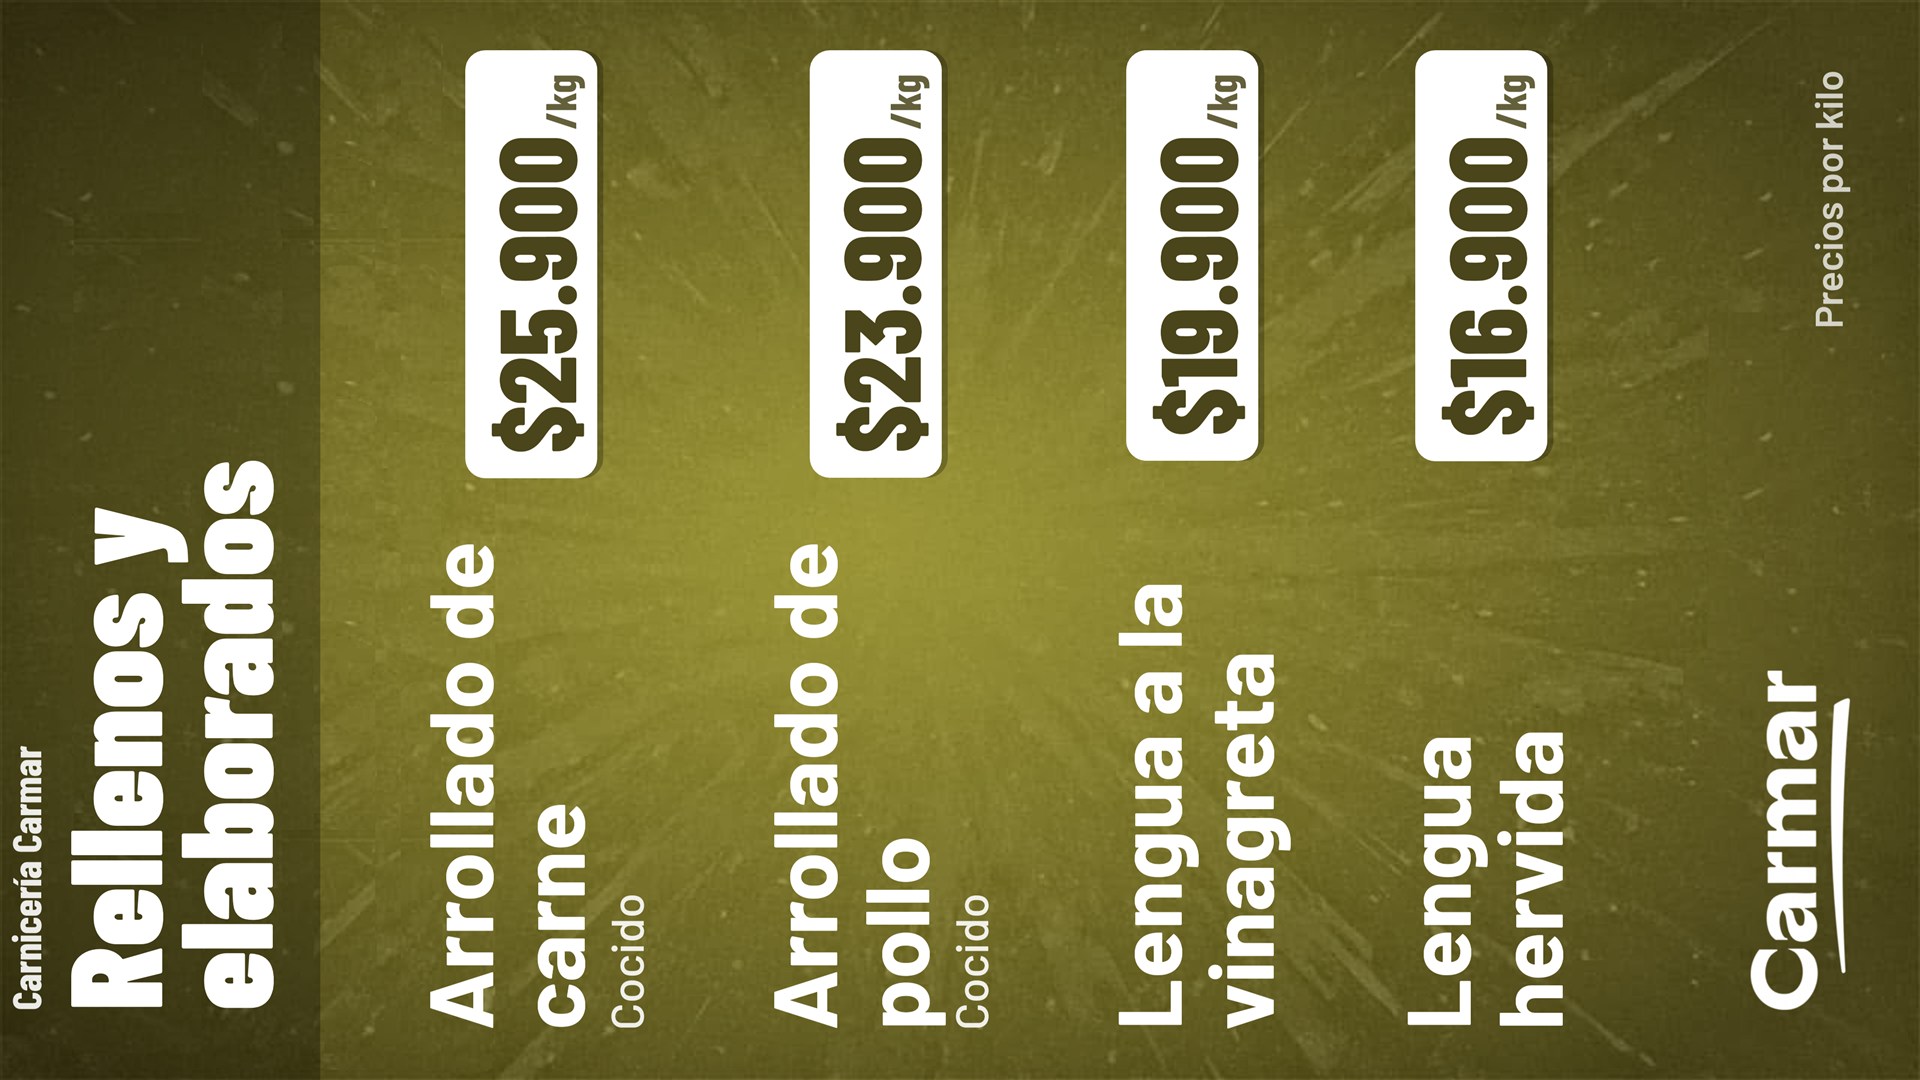 Carnicería Carmar
Rellenos y
elaborados
Arrollado de
carne
Cocido
$25.900/kg
Arrollado de
pollo
Cocido
$23.900/kg
Lengua a la
vinagreta
$19.900/kg
Lengua
hervida
$16.900/kg
Carmar
Precios por kilo